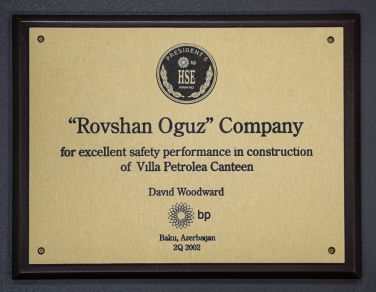 PRESIDENT'S
bp
HSE
AWARD
“Rovshan Oguz” Company
for excellent safety performance in construction
of Villa Petrolea Canteen
David Woodward
bp
Baku, Azerbaijan
2Q 2002